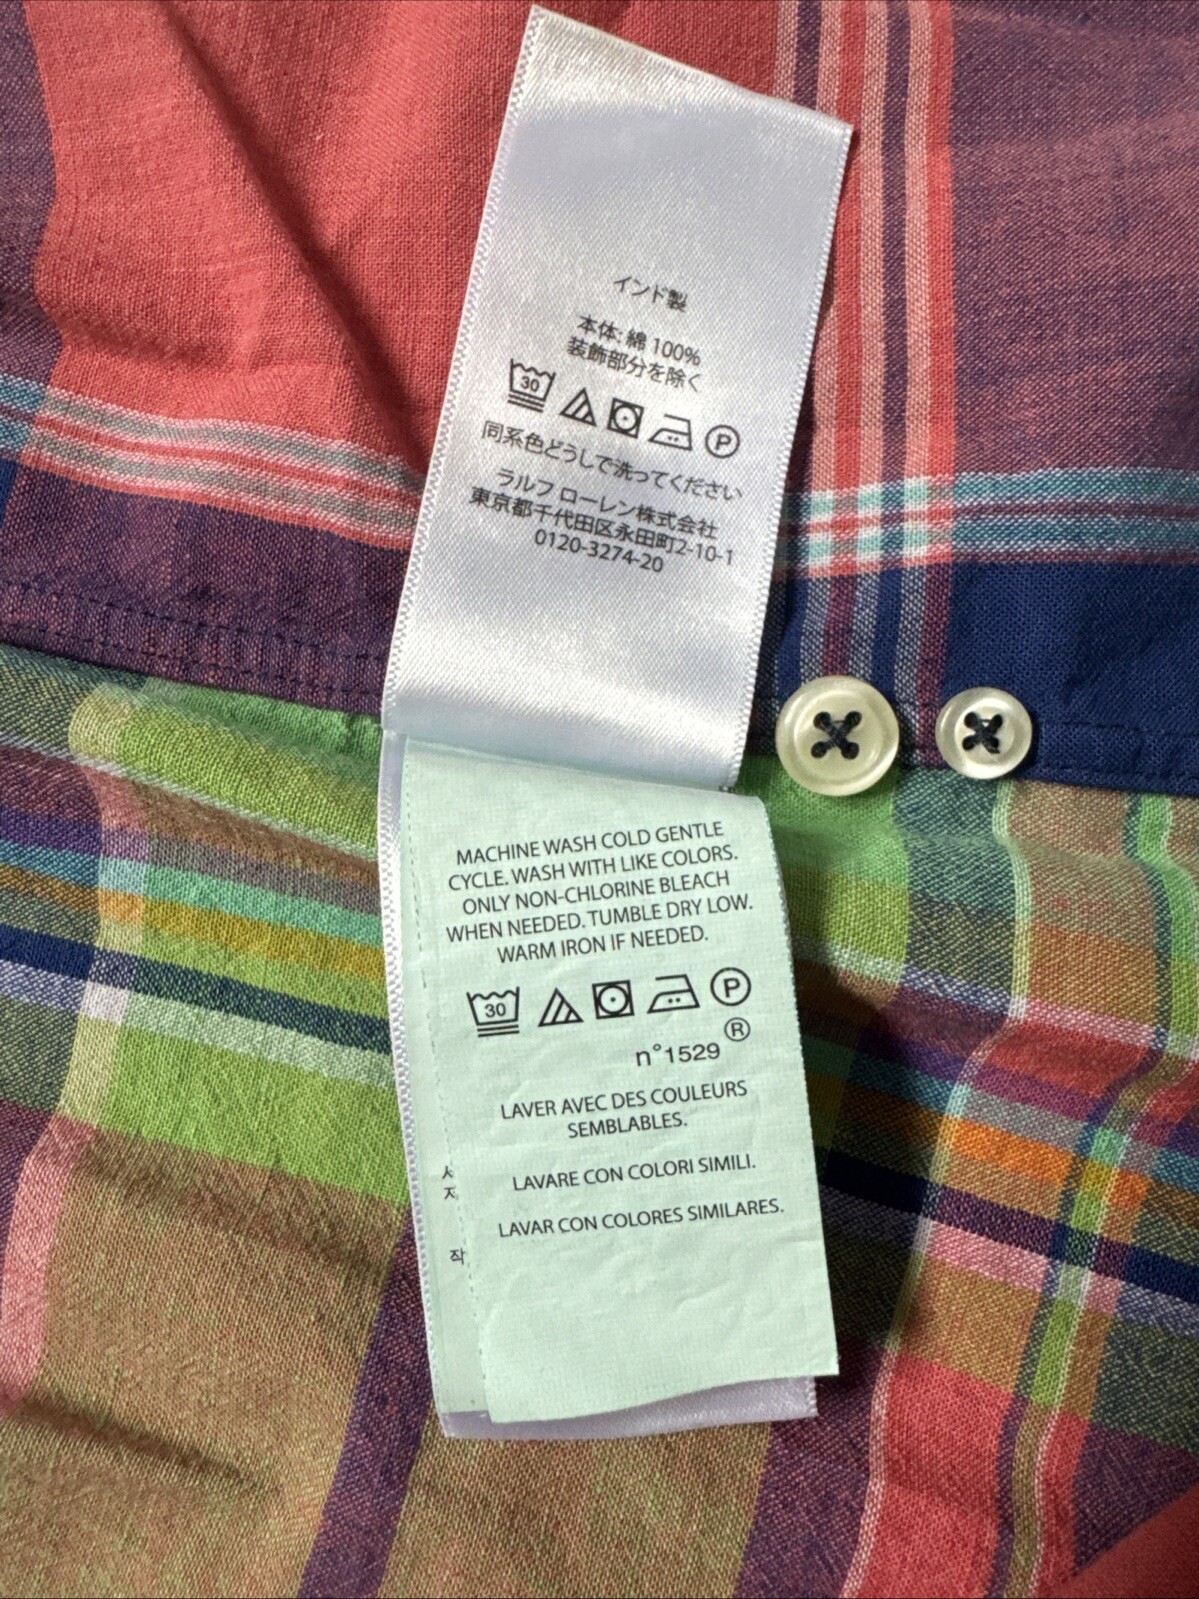 インド製
本体: 綿 100%
装飾部分を除く
30
P
同系色どうしで洗ってください
ラルフ ローレン株式会社
東京都千代田区永田町2-10-1
0120-3274-20
MACHINE WASH COLD GENTLE
CYCLE. WASH WITH LIKE COLORS.
ONLY NON-CHLORINE BLEACH
WHEN NEEDED. TUMBLE DRY LOW.
WARM IRON IF NEEDED.
30
P
n°1529 ®
LAVER AVEC DES COULEURS
SEMBLABLES.
LAVARE CON COLORI SIMILI.
LAVAR CON COLORES SIMILARES.
작